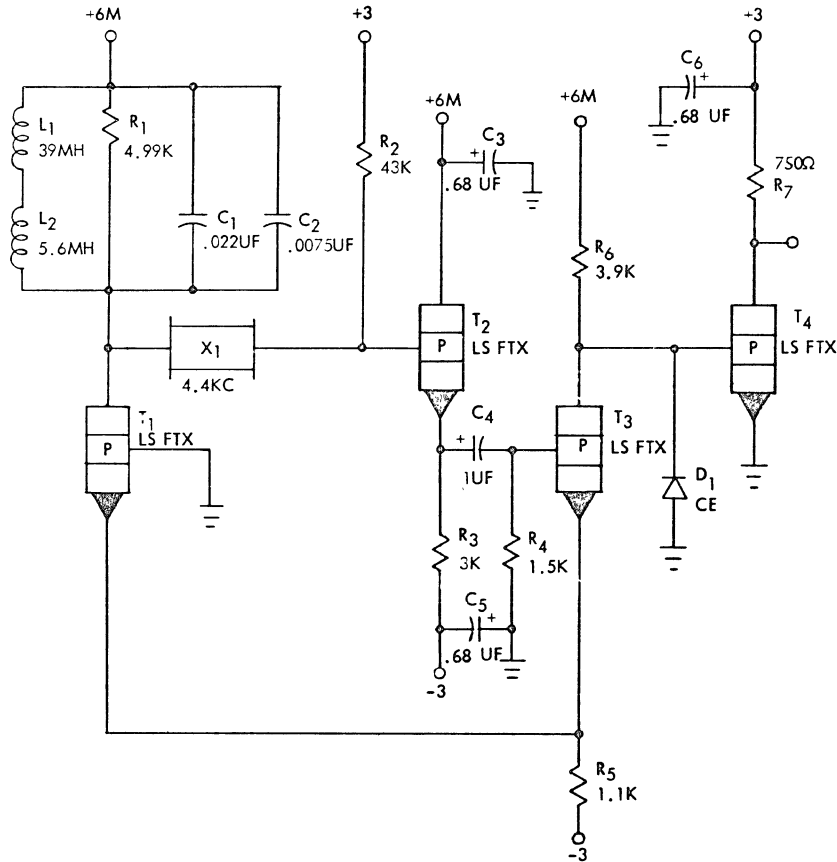 +6M
+3
+3
C6
+
.68 UF
+6M
+6M
L1
39MH
R1
4.99K
R2
43K
C3
+
.68 UF
750Ω
R7
L2
5.6MH
C1
.022UF
C2
.0075UF
R6
3.9K
T2
LS FTX
P
T4
LS FTX
P
X1
4.4KC
T1
LS FTX
P
C4
+
1UF
T3
LS FTX
P
D1
CE
R3
3K
R4
1.5K
C5
+
.68 UF
-3
R5
1.1K
-3